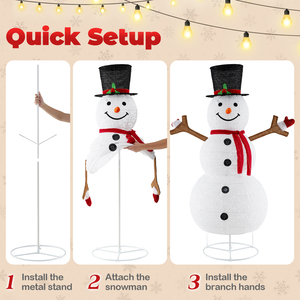 Quick Setup
1 Install the
metal stand
2 Attach the
snowman
3 Install the
branch hands